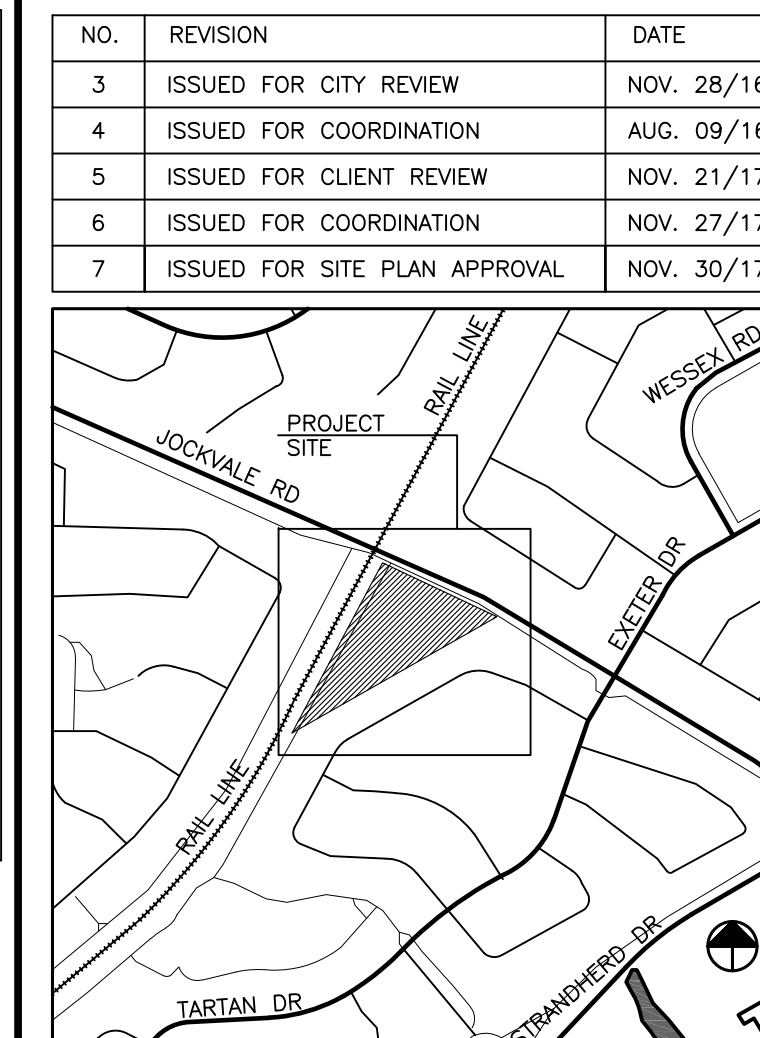 NO. REVISION DATE
3 ISSUED FOR CITY REVIEW NOV. 28/16
4 ISSUED FOR COORDINATION AUG. 09/16
5 ISSUED FOR CLIENT REVIEW NOV. 21/17
6 ISSUED FOR COORDINATION NOV. 27/17
7 ISSUED FOR SITE PLAN APPROVAL NOV. 30/17
RAIL LINE
WESSEX RD
PROJECT
SITE
JOCKVALE RD
EXETER DR
RAIL LINE
STRANDHERD DR
TARTAN DR